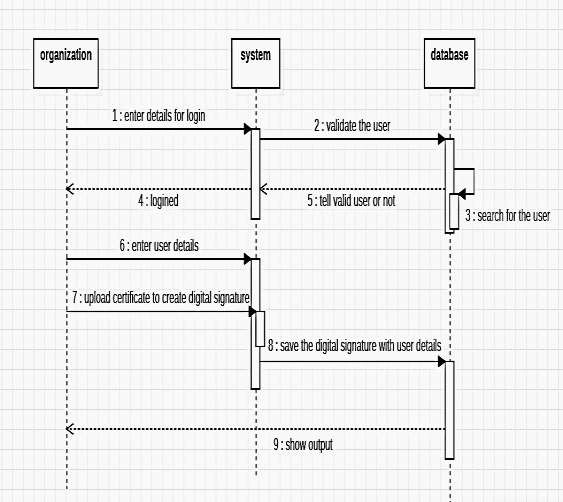 organization
system
database
1 : enter details for login
2 : validate the user
4 : logined
5 : tell valid user or not
3 : search for the user
6 : enter user details
7 : upload certificate to create digital signature
8 : save the digital signature with user details
9 : show output